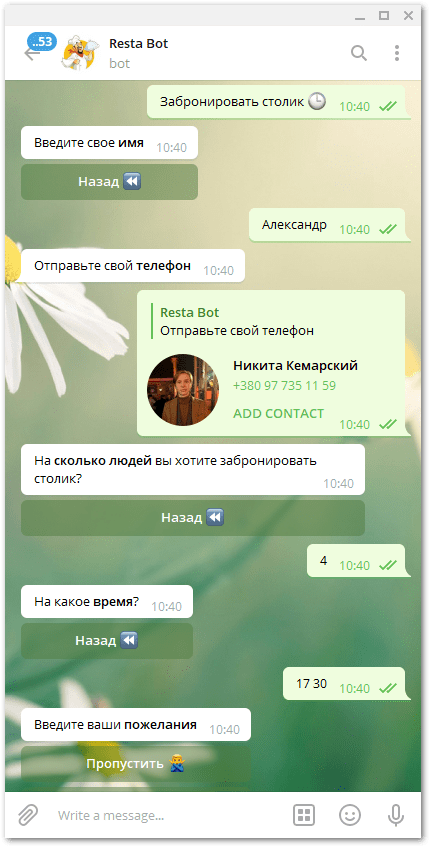 ..53
Resta Bot
bot
Забронировать столик 🕒 10:40
Введите свое имя 10:40
Назад ⏪
Александр 10:40
Отправьте свой телефон 10:40
Resta Bot
Отправьте свой телефон
Никита Кемарский
+380 97 735 11 59
ADD CONTACT
10:40
На сколько людей вы хотите забронировать
столик? 10:40
Назад ⏪
4 10:40
На какое время? 10:40
Назад ⏪
17 30 10:40
Введите ваши пожелания 10:40
Пропустить 🙅‍♂️
Write a message...